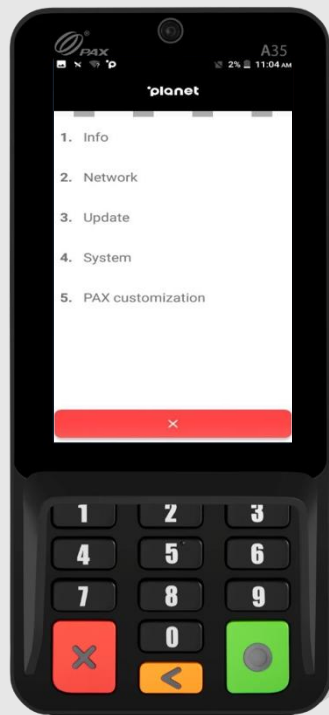 PAX®
A35
2% 11:04 AM
planet
1. Info
2. Network
3. Update
4. System
5. PAX customization
×
1 2 3
4 5 6
7 8 9
× 0
<